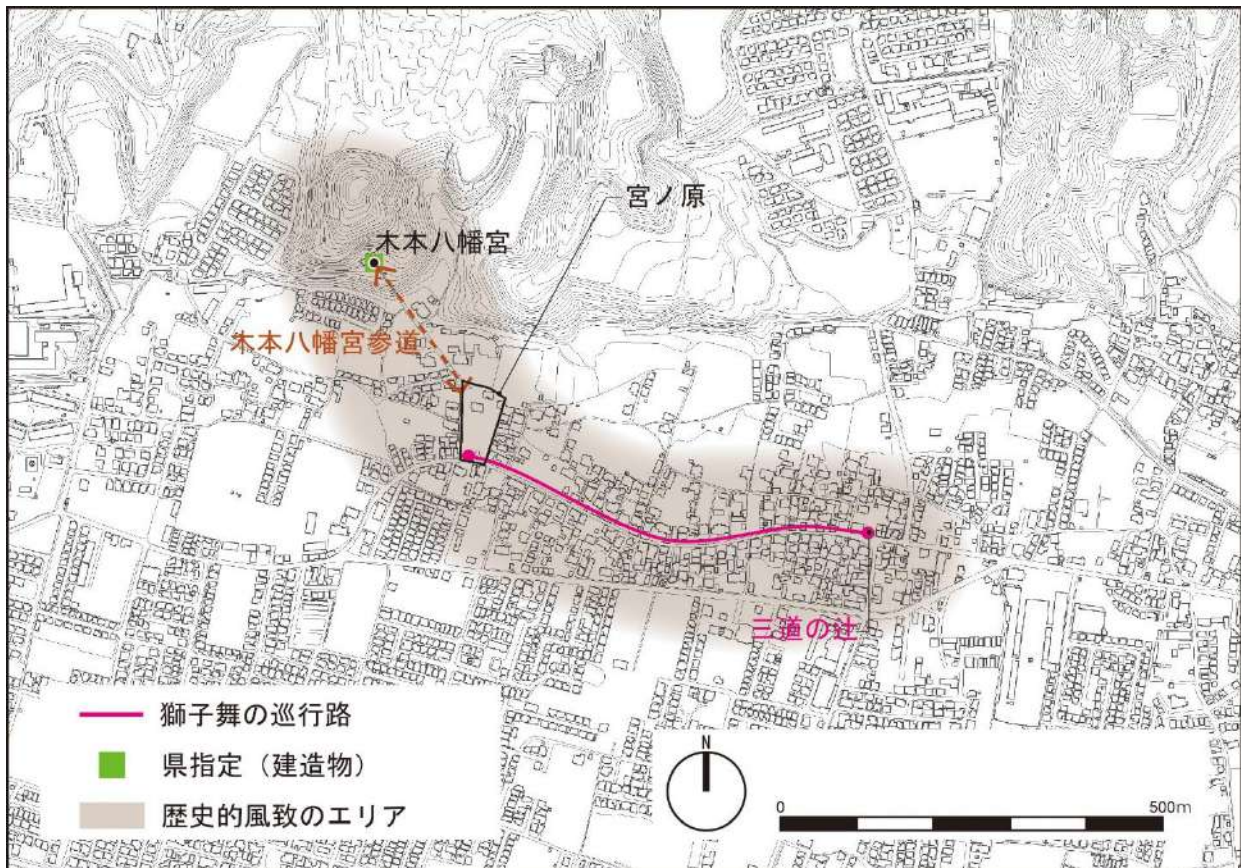 宮ノ原
木本八幡宮
木本八幡宮参道
三道の辻
獅子舞の巡行路
県指定（建造物）
歴史的風致のエリア
N
0
500m